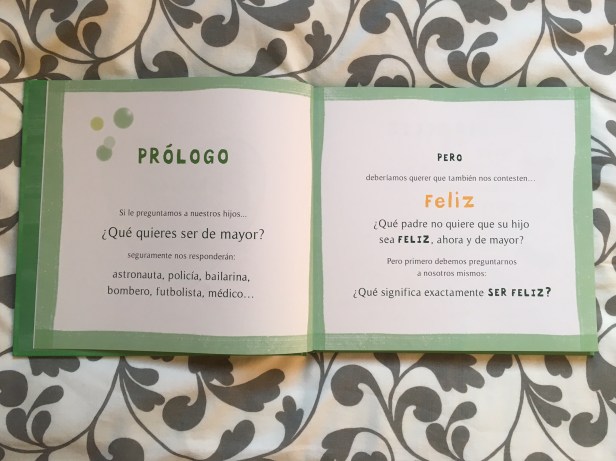 PRÓLOGO
Si le preguntamos a nuestros hijos...
¿Qué quieres ser de mayor?
seguramente nos responderán:
astronauta, policía, bailarina,
bombero, futbolista, médico...
PERO
deberíamos querer que también nos contesten...
Feliz
¿Qué padre no quiere que su hijo
sea FELIZ, ahora y de mayor?
Pero primero debemos preguntarnos
a nosotros mismos:
¿Qué significa exactamente SER FELIZ?